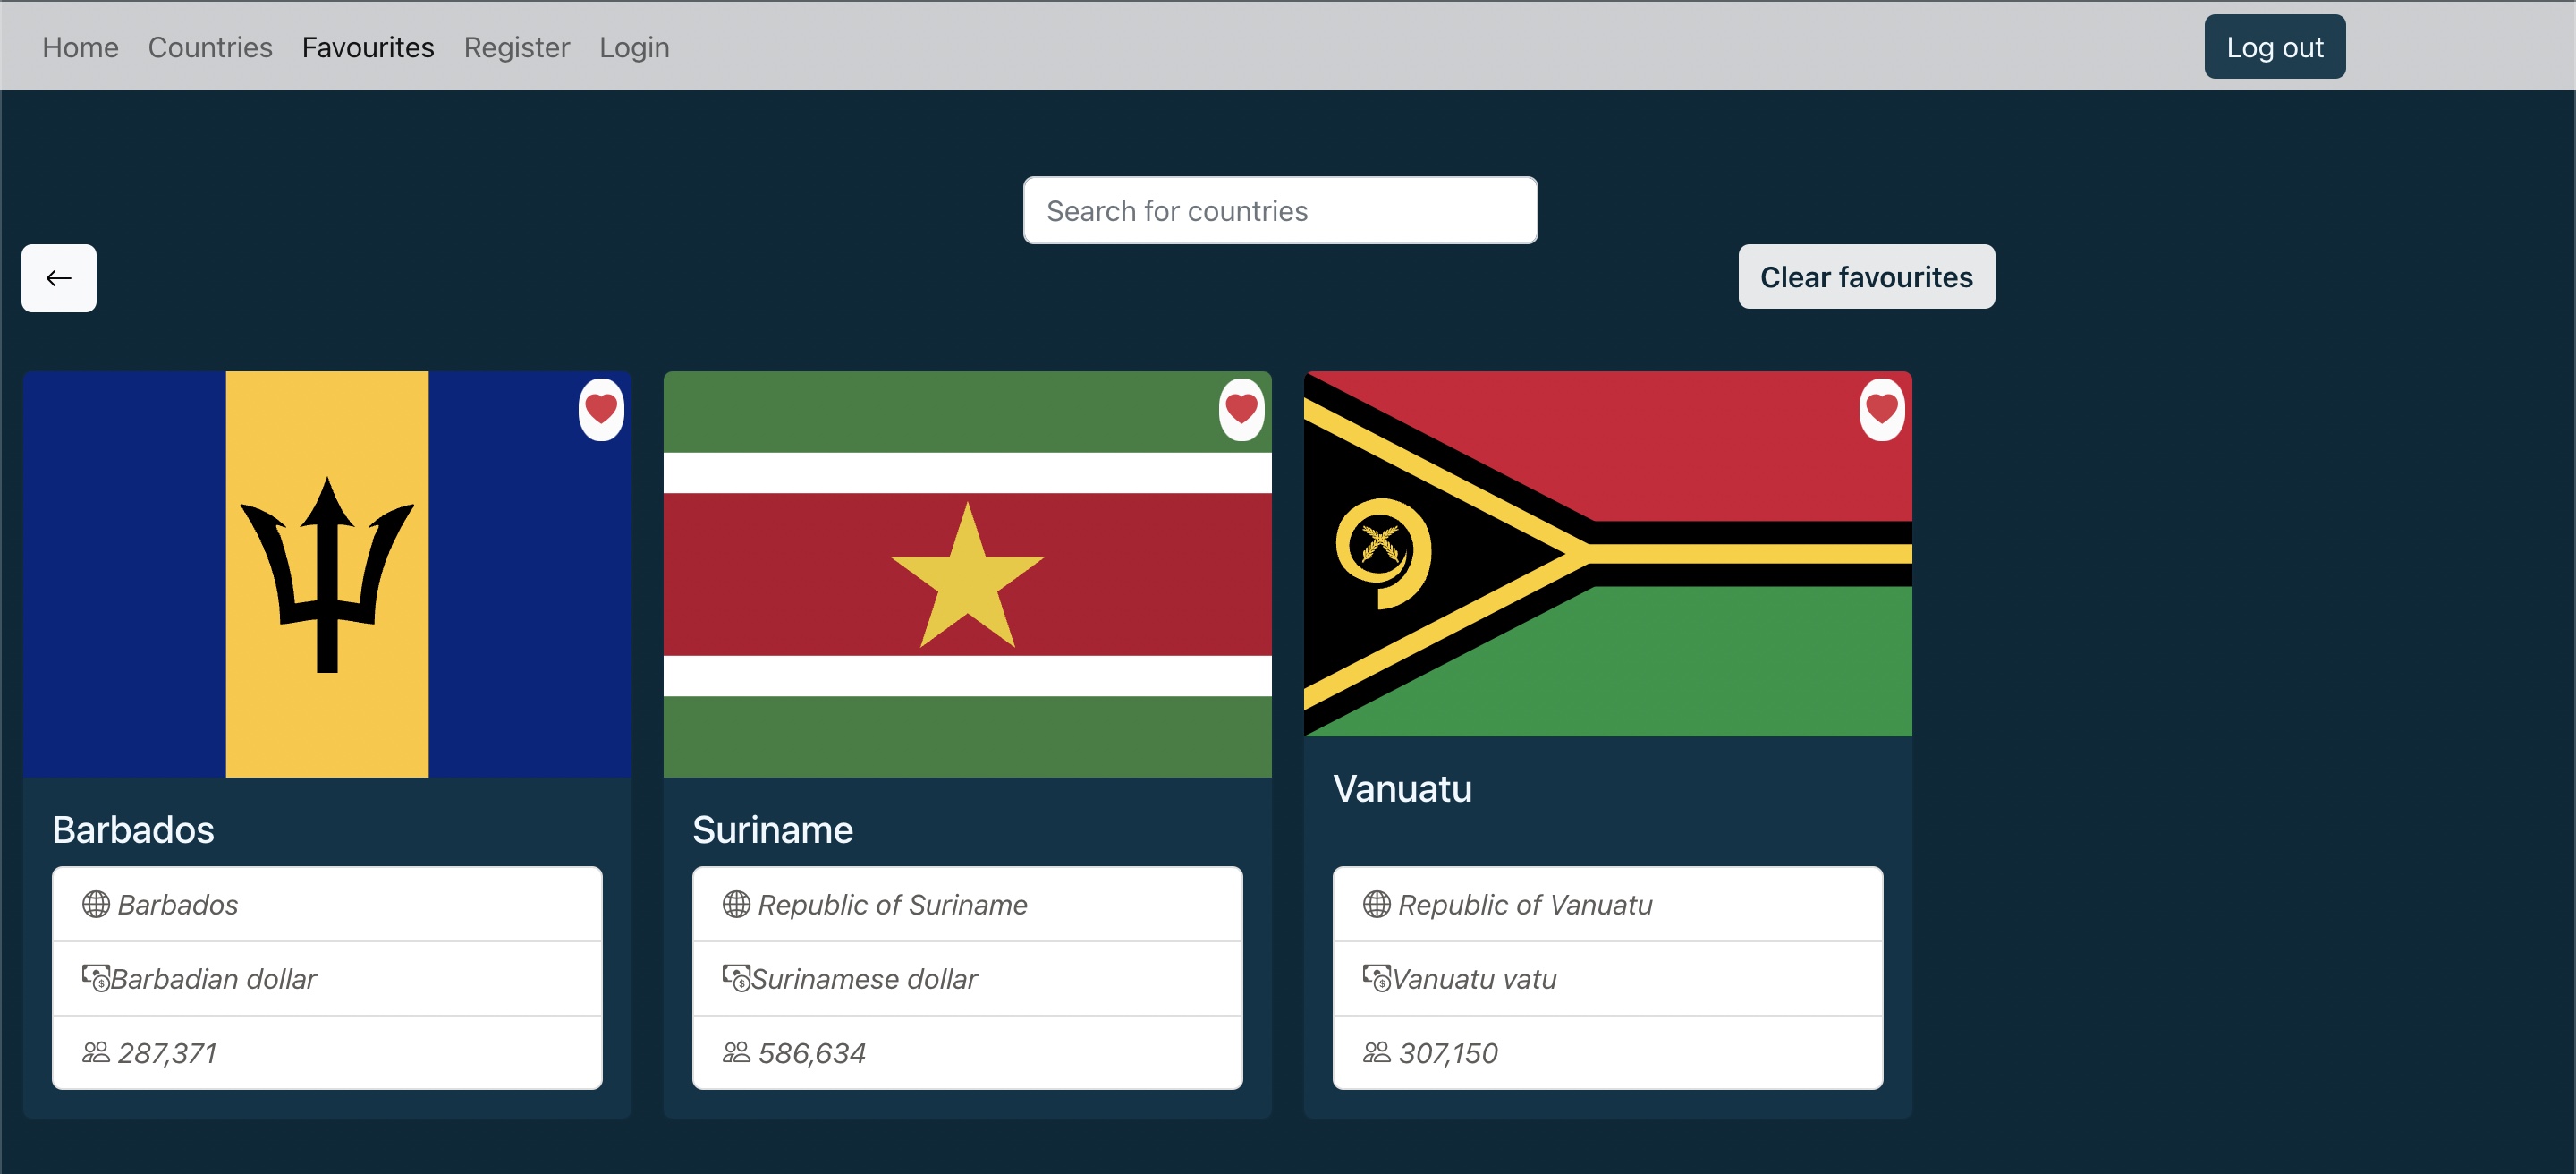 Home Countries Favourites Register Login Log out
Search for countries
Clear favourites
Barbados
Barbados
Barbadian dollar
287,371
Suriname
Republic of Suriname
Surinamese dollar
586,634
Vanuatu
Republic of Vanuatu
Vanuatu vatu
307,150